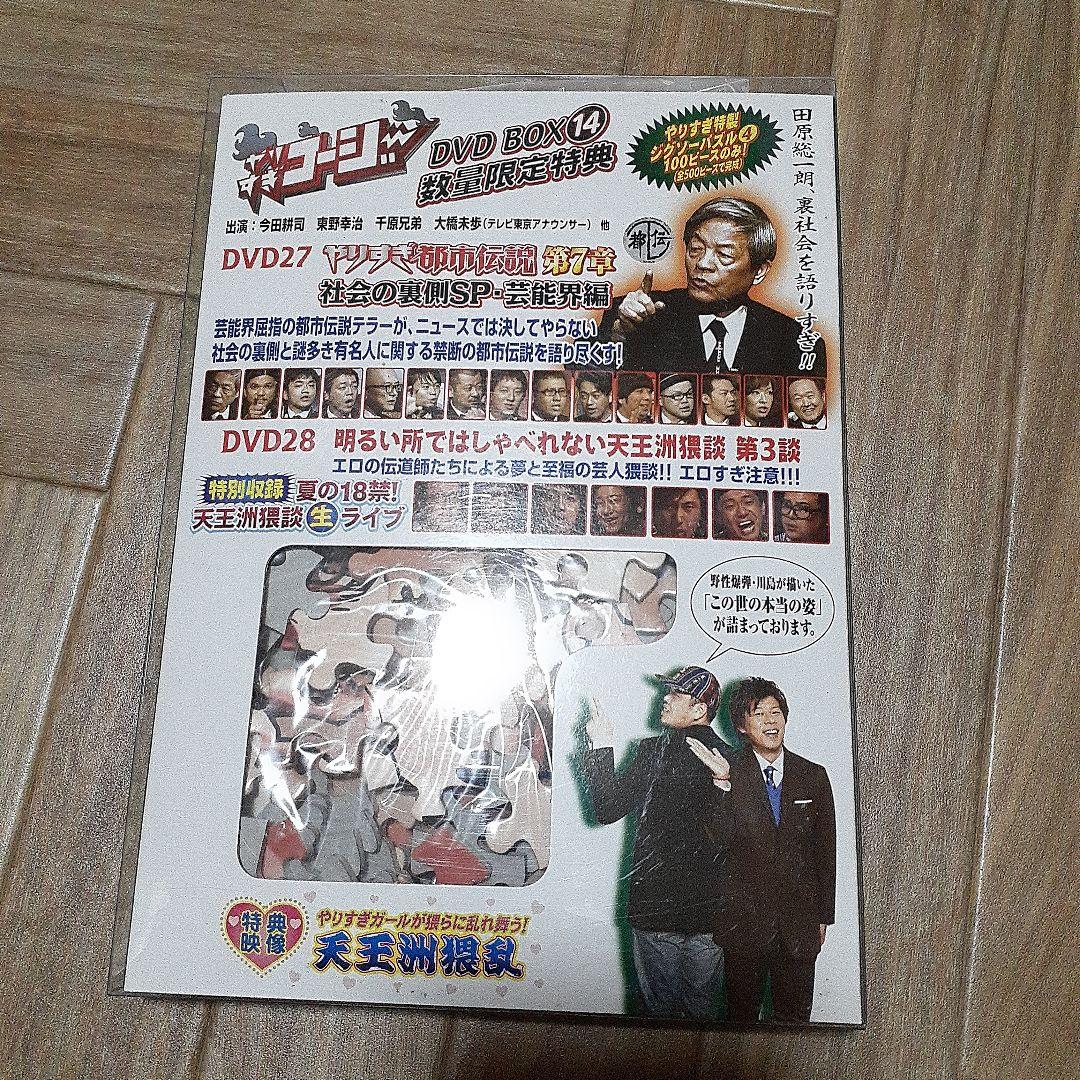 やりすぎコージー
DVD BOX 14
数量限定特典
やりすぎ特製!
ジグソーパズル4
100ピースのみ!
(全500ピースで完成)
田原総一朗、裏社会を語りすぎ!!
出演:今田耕司 東野幸治 千原兄弟 大橋未歩(テレビ東京アナウンサー) 他
都伝
DVD27 やりすぎ都市伝説 第7章
社会の裏側SP・芸能界編
芸能界屈指の都市伝説テラーが、ニュースでは決してやらない
社会の裏側と謎多き有名人に関する禁断の都市伝説を語り尽くす!
DVD28 明るい所ではしゃべれない天王洲猥談 第3談
エロの伝道師たちによる夢と至福の芸人猥談!! エロすぎ注意!!!
特別収録 夏の18禁!
天王洲猥談 生 ライブ
野性爆弾・川島が描いた
「この世の本当の姿」
が詰まっております。
特典
映像
やりすぎガールが猥らに乱れ舞う!
天王洲猥乱